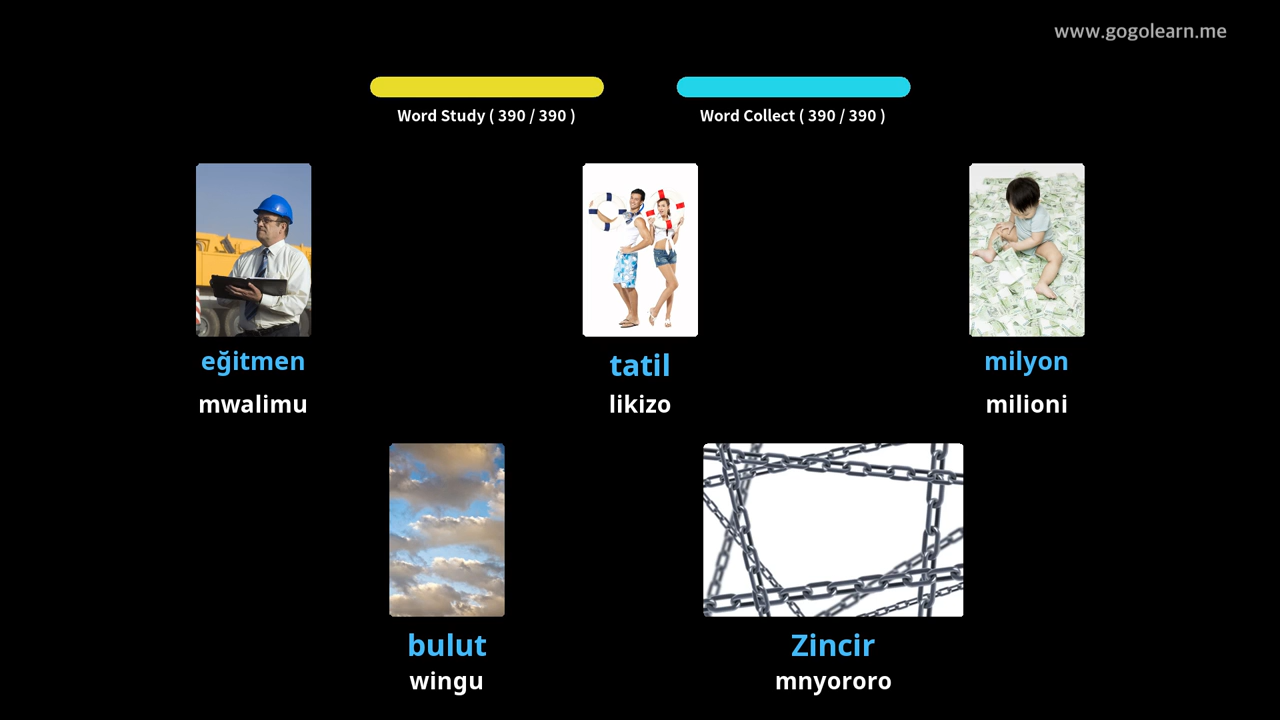 www.gogolearn.me
Word Study ( 390 / 390 )
Word Collect ( 390 / 390 )
eğitmen
mwalimu
tatil
likizo
milyon
milioni
bulut
wingu
Zincir
mnyororo